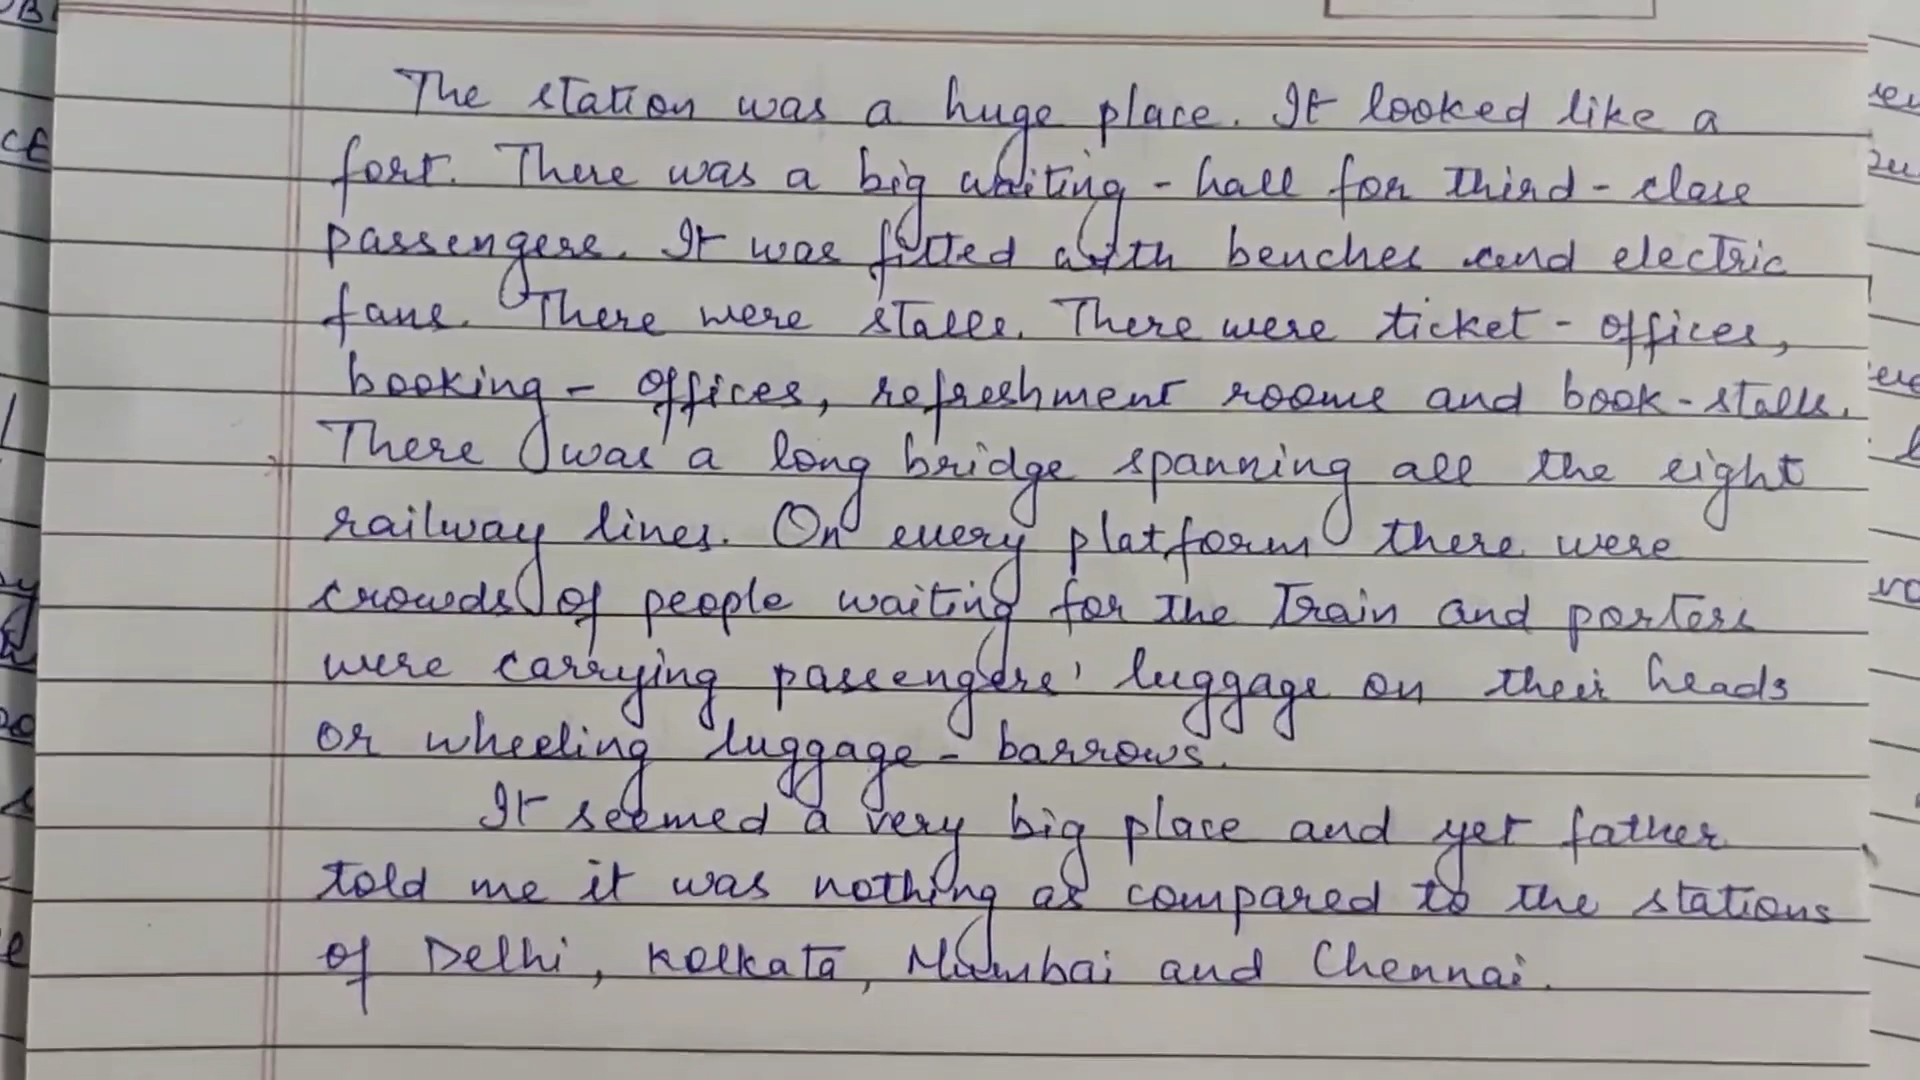 The station was a huge place. It looked like a
fort. There was a big waiting-hall for third-class
passengers. It was fitted with benches and electric
fans. There were stalls. There were ticket-offices,
booking-offices, refreshment rooms and book-stalls.
There was a long bridge spanning all the eight
railway lines. On every platform there were
crowds of people waiting for the train and porters
were carrying passengers' luggage on their heads
or wheeling luggage-barrows.
It seemed a very big place and yet father
told me it was nothing as compared to the stations
of Delhi, Kolkata, Mumbai and Chennai.